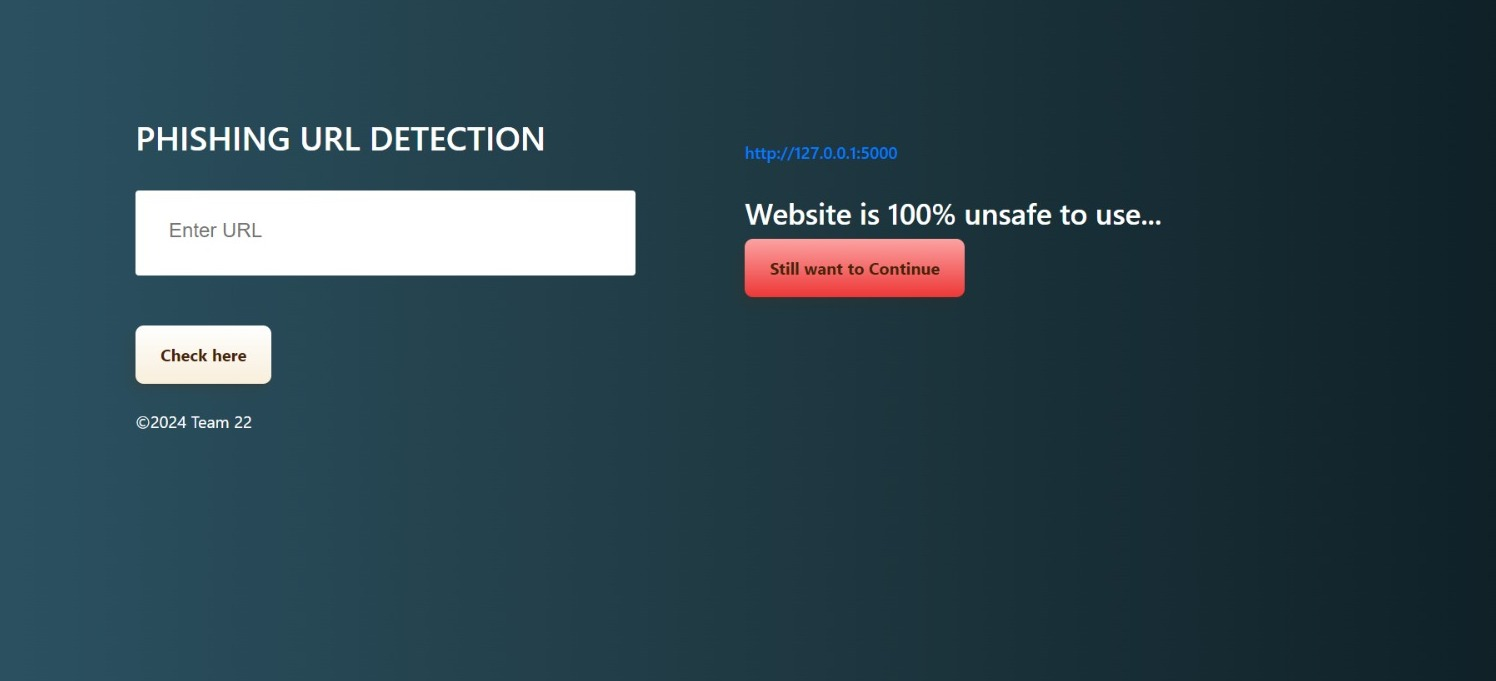 PHISHING URL DETECTION
Enter URL
Check here
©2024 Team 22
http://127.0.0.1:5000
Website is 100% unsafe to use...
Still want to Continue